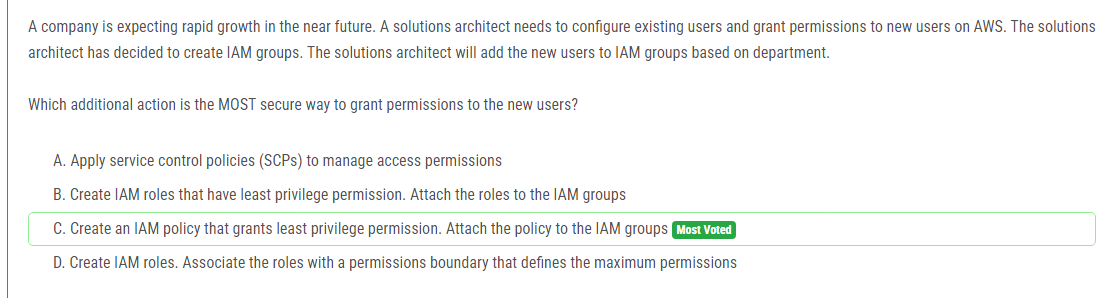 A company is expecting rapid growth in the near future. A solutions architect needs to configure existing users and grant permissions to new users on AWS. The solutions
architect has decided to create IAM groups. The solutions architect will add the new users to IAM groups based on department.
Which additional action is the MOST secure way to grant permissions to the new users?
A. Apply service control policies (SCPs) to manage access permissions
B. Create IAM roles that have least privilege permission. Attach the roles to the IAM groups
C. Create an IAM policy that grants least privilege permission. Attach the policy to the IAM groups Most Voted
D. Create IAM roles. Associate the roles with a permissions boundary that defines the maximum permissions